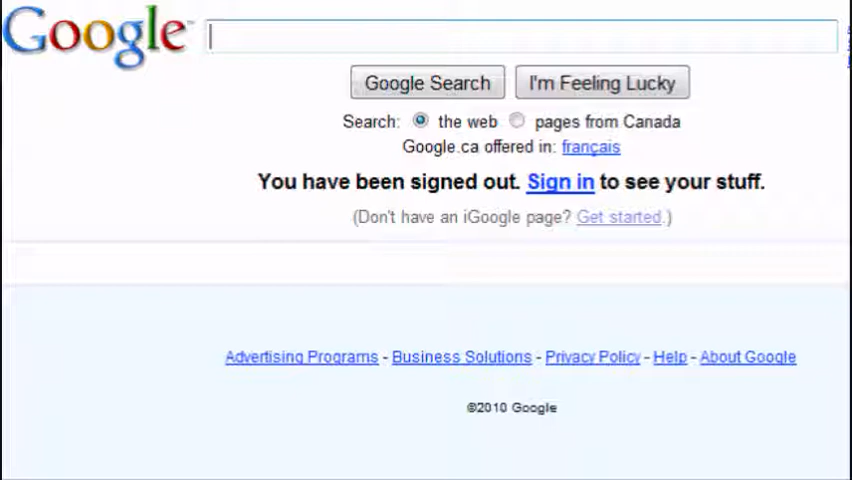 Google™
Google Search I'm Feeling Lucky
Search: the web pages from Canada
Google.ca offered in: français
You have been signed out. Sign in to see your stuff.
(Don't have an iGoogle page? Get started.)
Advertising Programs - Business Solutions - Privacy Policy - Help - About Google
©2010 Google